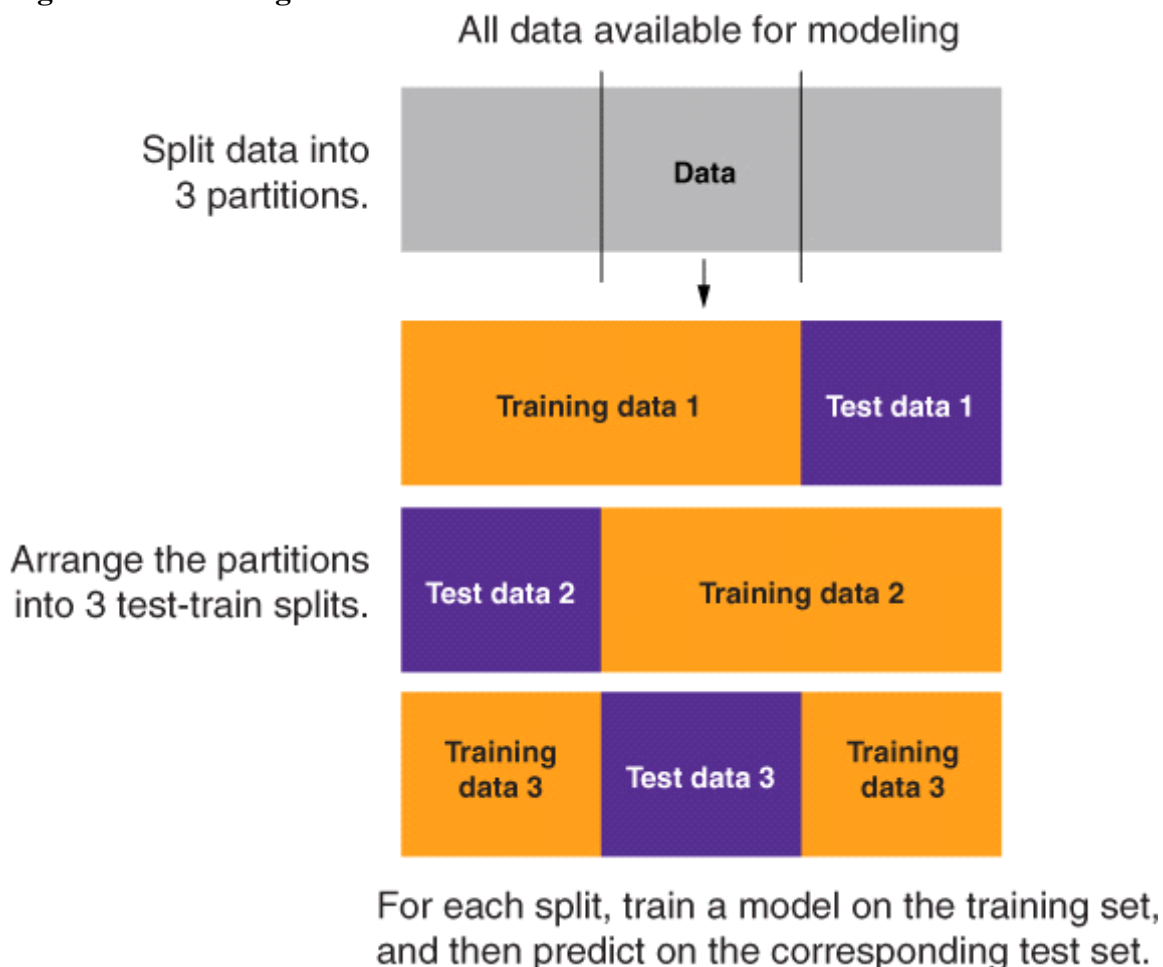 All data available for modeling
Split data into
3 partitions.
Data
Training data 1
Test data 1
Arrange the partitions
into 3 test-train splits.
Test data 2
Training data 2
Training
data 3
Test data 3
Training
data 3
For each split, train a model on the training set,
and then predict on the corresponding test set.